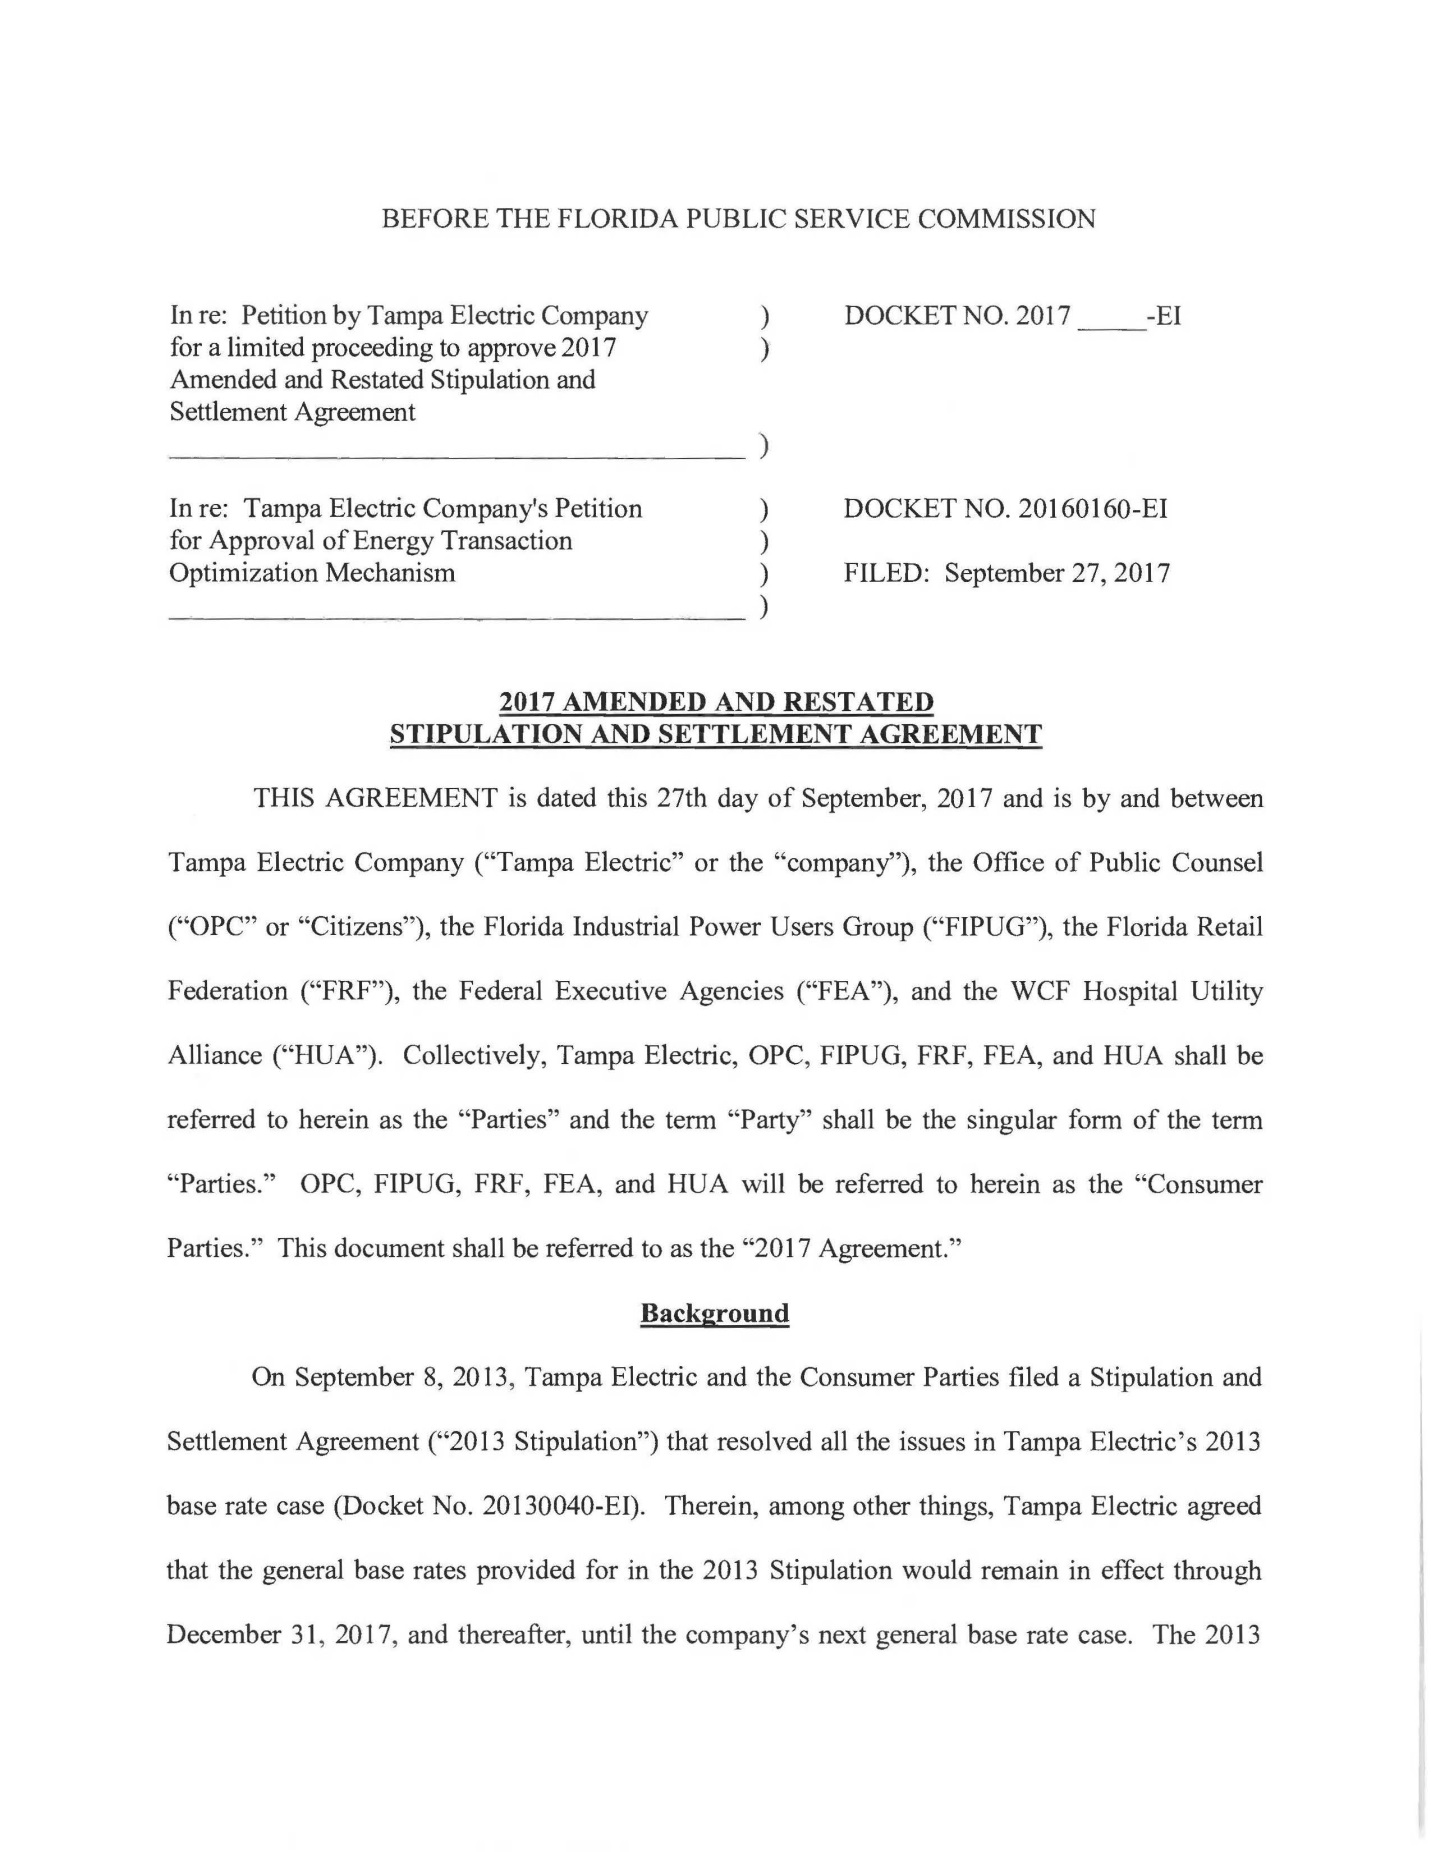 BEFORE THE FLORIDA PUBLIC SERVICE COMMISSION
In re: Petition by Tampa Electric Company ) DOCKET NO. 2017 _____-EI
for a limited proceeding to approve 2017 )
Amended and Restated Stipulation and
Settlement Agreement
)
In re: Tampa Electric Company's Petition ) DOCKET NO. 20160160-EI
for Approval of Energy Transaction )
Optimization Mechanism ) FILED: September 27, 2017
)
2017 AMENDED AND RESTATED
STIPULATION AND SETTLEMENT AGREEMENT
THIS AGREEMENT is dated this 27th day of September, 2017 and is by and between
Tampa Electric Company (“Tampa Electric” or the “company”), the Office of Public Counsel
(“OPC” or “Citizens”), the Florida Industrial Power Users Group (“FIPUG”), the Florida Retail
Federation (“FRF”), the Federal Executive Agencies (“FEA”), and the WCF Hospital Utility
Alliance (“HUA”). Collectively, Tampa Electric, OPC, FIPUG, FRF, FEA, and HUA shall be
referred to herein as the “Parties” and the term “Party” shall be the singular form of the term
“Parties.” OPC, FIPUG, FRF, FEA, and HUA will be referred to herein as the “Consumer
Parties.” This document shall be referred to as the “2017 Agreement.”
Background
On September 8, 2013, Tampa Electric and the Consumer Parties filed a Stipulation and
Settlement Agreement (“2013 Stipulation”) that resolved all the issues in Tampa Electric’s 2013
base rate case (Docket No. 20130040-EI). Therein, among other things, Tampa Electric agreed
that the general base rates provided for in the 2013 Stipulation would remain in effect through
December 31, 2017, and thereafter, until the company’s next general base rate case. The 2013